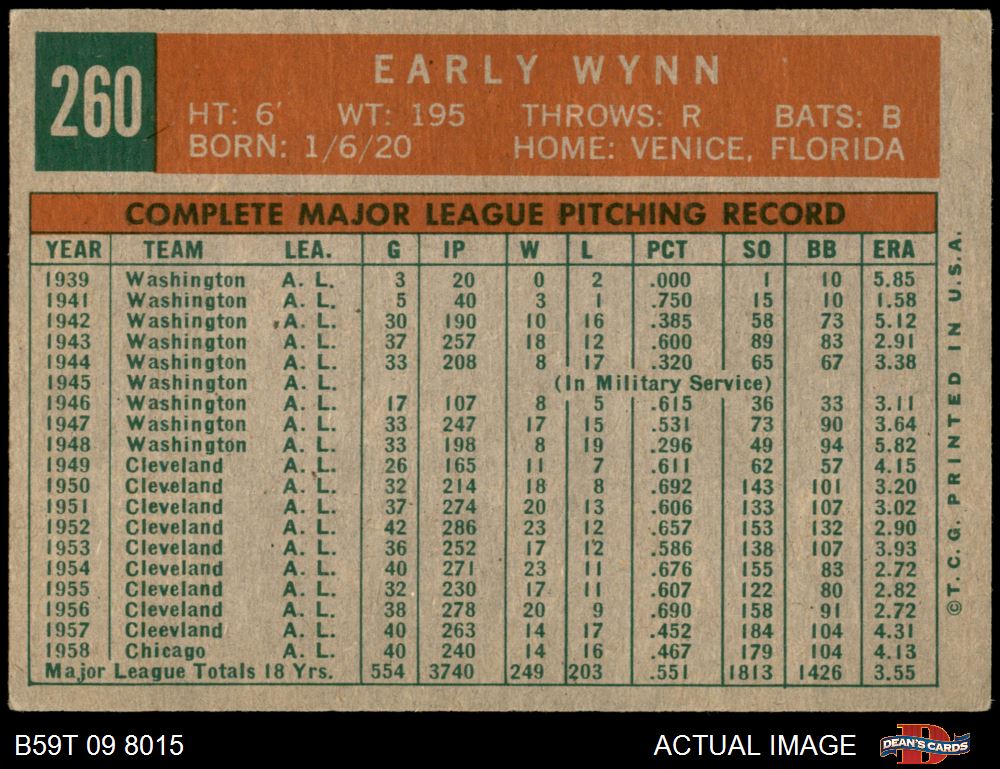 260
EARLY WYNN
HT: 6' WT: 195 THROWS: R BATS: B
BORN: 1/6/20 HOME: VENICE, FLORIDA
COMPLETE MAJOR LEAGUE PITCHING RECORD
YEAR TEAM LEA. G IP W L PCT SO BB ERA
1939 Washington A. L. 3 20 0 2 .000 1 10 5.85
1941 Washington A. L. 5 40 3 1 .750 15 10 1.58
1942 Washington A. L. 30 190 10 16 .385 58 73 5.12
1943 Washington A. L. 37 257 18 12 .600 89 83 2.91
1944 Washington A. L. 33 208 8 17 .320 65 67 3.38
1945 Washington A. L. (In Military Service)
1946 Washington A. L. 17 107 8 5 .615 36 33 3.11
1947 Washington A. L. 33 247 17 15 .531 73 90 3.64
1948 Washington A. L. 33 198 8 19 .296 49 94 5.82
1949 Cleveland A. L. 26 165 11 7 .611 62 57 4.15
1950 Cleveland A. L. 32 214 18 8 .692 143 101 3.20
1951 Cleveland A. L. 37 274 20 13 .606 133 107 3.02
1952 Cleveland A. L. 42 286 23 12 .657 153 132 2.90
1953 Cleveland A. L. 36 252 17 12 .586 138 107 3.93
1954 Cleveland A. L. 40 271 23 11 .676 155 83 2.72
1955 Cleveland A. L. 32 230 17 11 .607 122 80 2.82
1956 Cleveland A. L. 38 278 20 9 .690 158 91 2.72
1957 Cleevland A. L. 40 263 14 17 .452 184 104 4.31
1958 Chicago A. L. 40 240 14 16 .467 179 104 4.13
Major League Totals 18 Yrs. 554 3740 249 203 .551 1813 1426 3.55
©T.C.G. PRINTED IN U.S.A.
B59T 09 8015 ACTUAL IMAGE DEAN'S CARDS